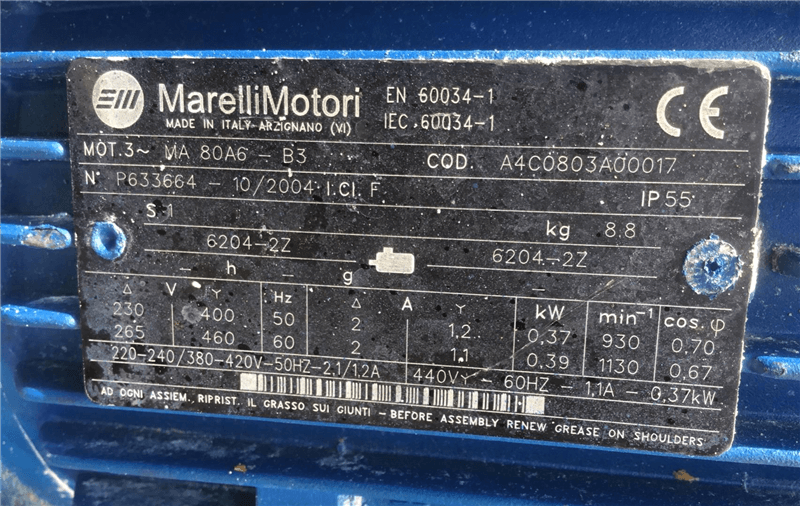 MarelliMotori EN 60034-1
MADE IN ITALY-ARZIGNANO (VI) IEC 60034-1
CE
MOT.3~ MA 80A6 - B3 COD. A4C0803A00017
N° P633664 - 10/2004 I.Cl. F IP 55
S 1 kg 8.8
6204-2Z 6204-2Z
- h - g -
Δ V Y Hz Δ A Y kW min⁻¹ cos. φ
230 400 50 2 1.2 0,37 930 0,70
265 460 60 2 1.1 0,39 1130 0,67
220-240/380-420V-50HZ-2,1/1,2A 440VY - 60HZ - 1,1A - 0,37kW
AD OGNI ASSIEM. RIPRIST. IL GRASSO SUI GIUNTI - BEFORE ASSEMBLY RENEW GREASE ON SHOULDERS